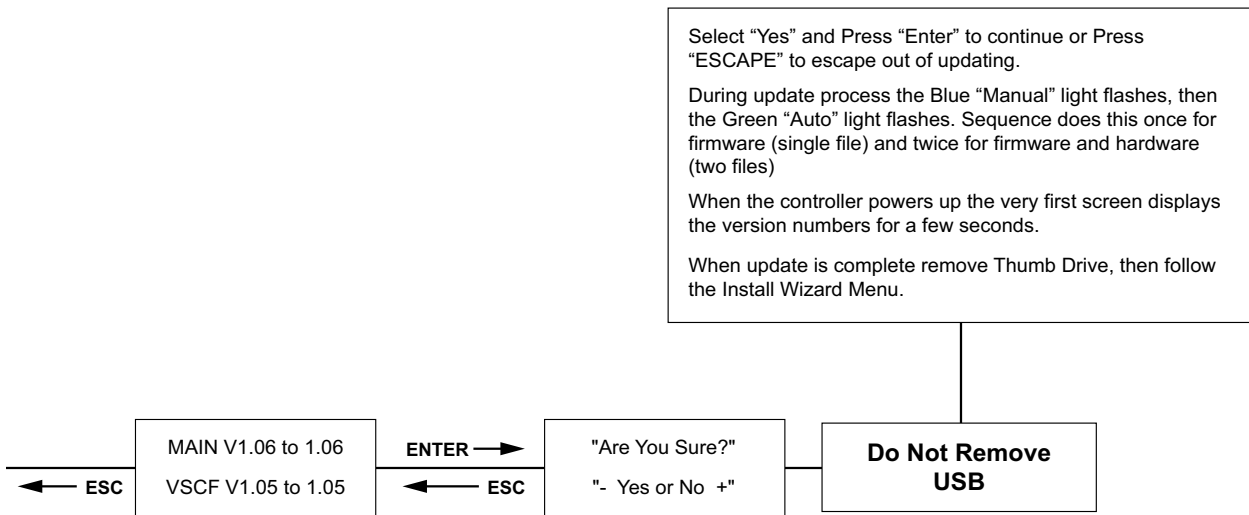 Select “Yes” and Press “Enter” to continue or Press
“ESCAPE” to escape out of updating.
During update process the Blue “Manual” light flashes, then
the Green “Auto” light flashes. Sequence does this once for
firmware (single file) and twice for firmware and hardware
(two files)
When the controller powers up the very first screen displays
the version numbers for a few seconds.
When update is complete remove Thumb Drive, then follow
the Install Wizard Menu.
ESC
MAIN V1.06 to 1.06
VSCF V1.05 to 1.05
ENTER
ESC
"Are You Sure?"
"- Yes or No +"
Do Not Remove
USB